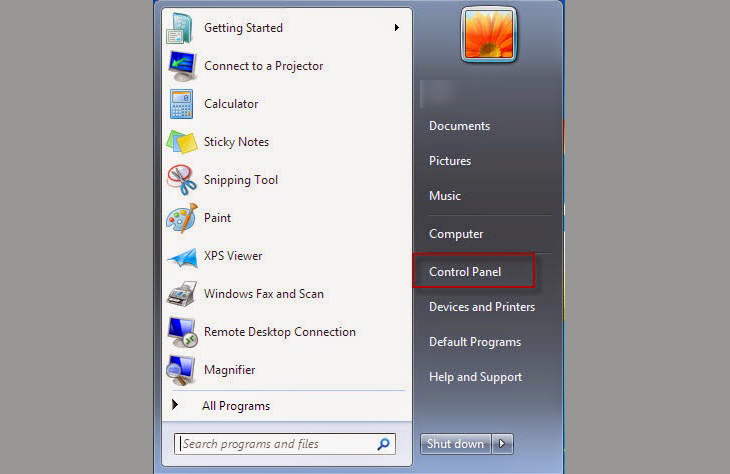 Getting Started
Connect to a Projector
Calculator
Sticky Notes
Snipping Tool
Paint
XPS Viewer
Windows Fax and Scan
Remote Desktop Connection
Magnifier
All Programs
Search programs and files
Documents
Pictures
Music
Computer
Control Panel
Devices and Printers
Default Programs
Help and Support
Shut down